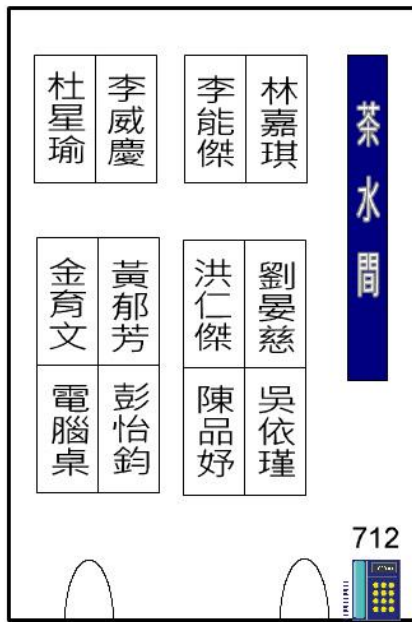 杜星瑜
李威慶
李能傑
林嘉琪
茶水間
金育文
黃郁芳
洪仁傑
劉晏慈
電腦桌
彭怡鈞
陳品妤
吳依瑾
712